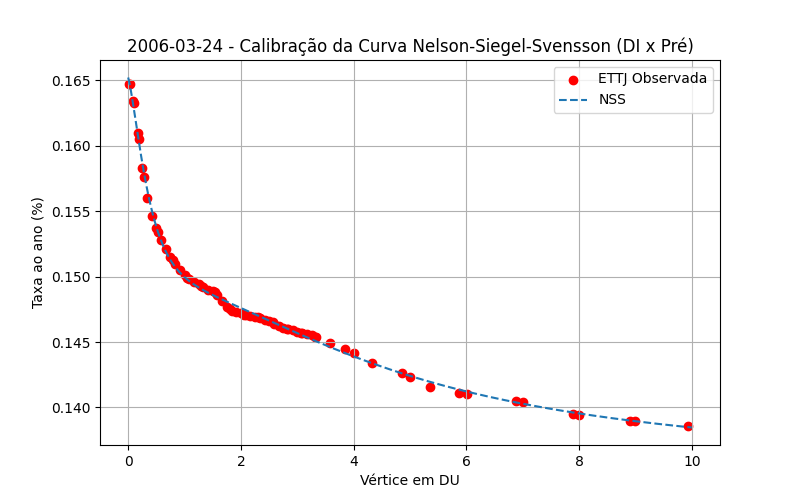 2006-03-24 - Calibração da Curva Nelson-Siegel-Svensson (DI x Pré)
ETTJ Observada
NSS
Taxa ao ano (%)
0.165
0.160
0.155
0.150
0.145
0.140
0
2
4
6
8
10
Vértice em DU